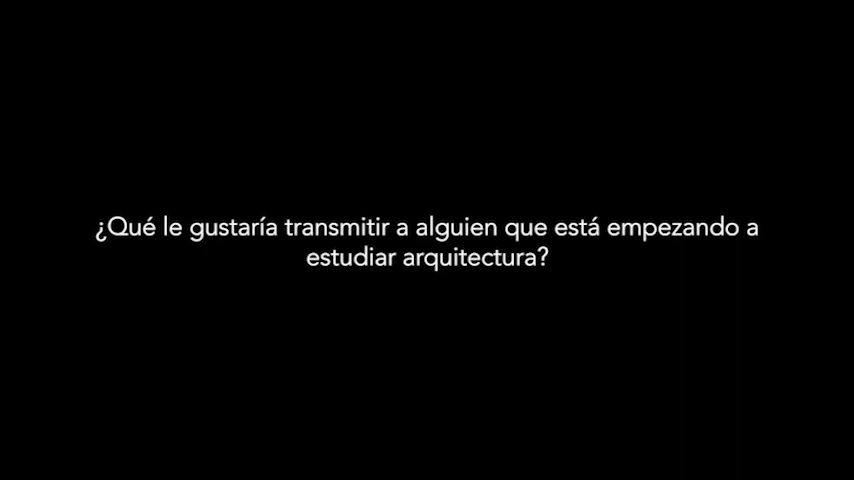 ¿Qué le gustaría transmitir a alguien que está empezando a
estudiar arquitectura?